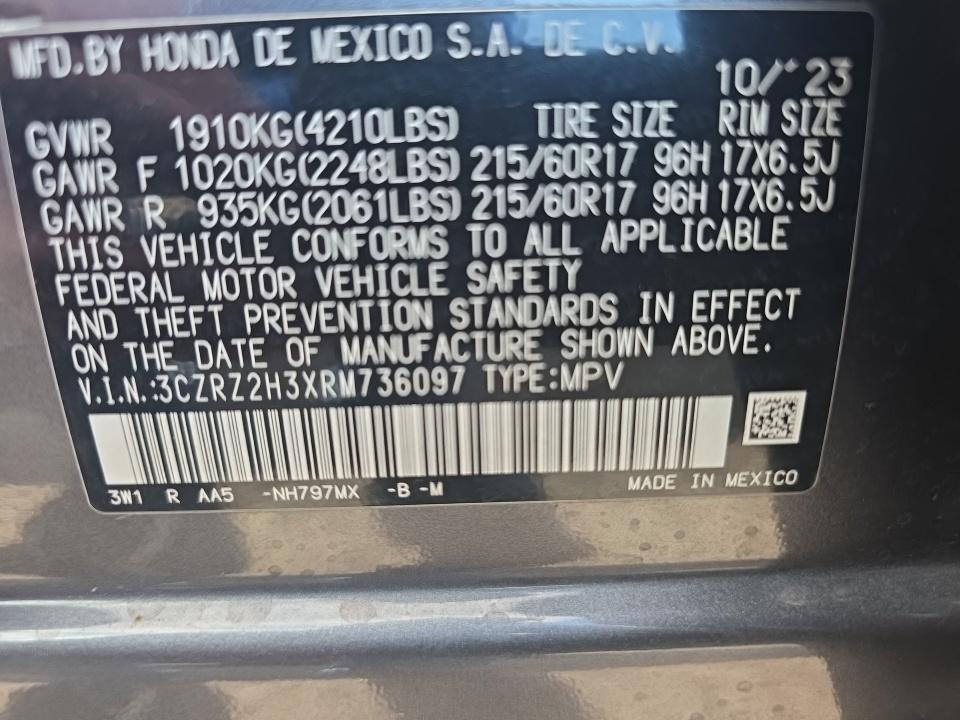 MFD.BY HONDA DE MEXICO S.A. DE C.V.
10/23
GVWR 1910KG(4210LBS) TIRE SIZE RIM SIZE
GAWR F 1020KG(2248LBS) 215/60R17 96H 17X6.5J
GAWR R 935KG(2061LBS) 215/60R17 96H 17X6.5J
THIS VEHICLE CONFORMS TO ALL APPLICABLE
FEDERAL MOTOR VEHICLE SAFETY
AND THEFT PREVENTION STANDARDS IN EFFECT
ON THE DATE OF MANUFACTURE SHOWN ABOVE.
V.I.N.:3CZRZ2H3XRM736097 TYPE:MPV
3W1 R AA5 -NH797MX -B -M MADE IN MEXICO